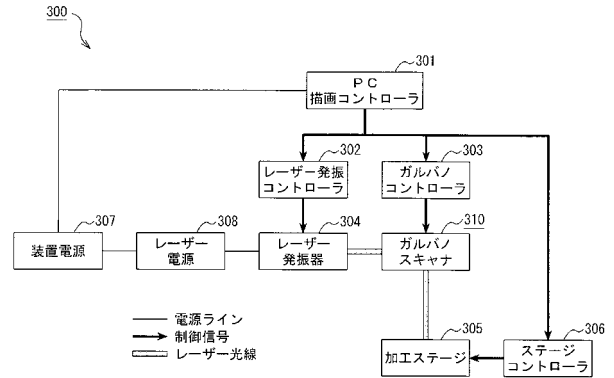 300
301
PC
描画コントローラ
302
303
レーザー発振
コントローラ
ガルバノ
コントローラ
307
308
304
310
装置電源
レーザー
電源
レーザー
発振器
ガルバノ
スキャナ
305
306
加工ステージ
ステージ
コントローラ
電源ライン
制御信号
レーザー光線